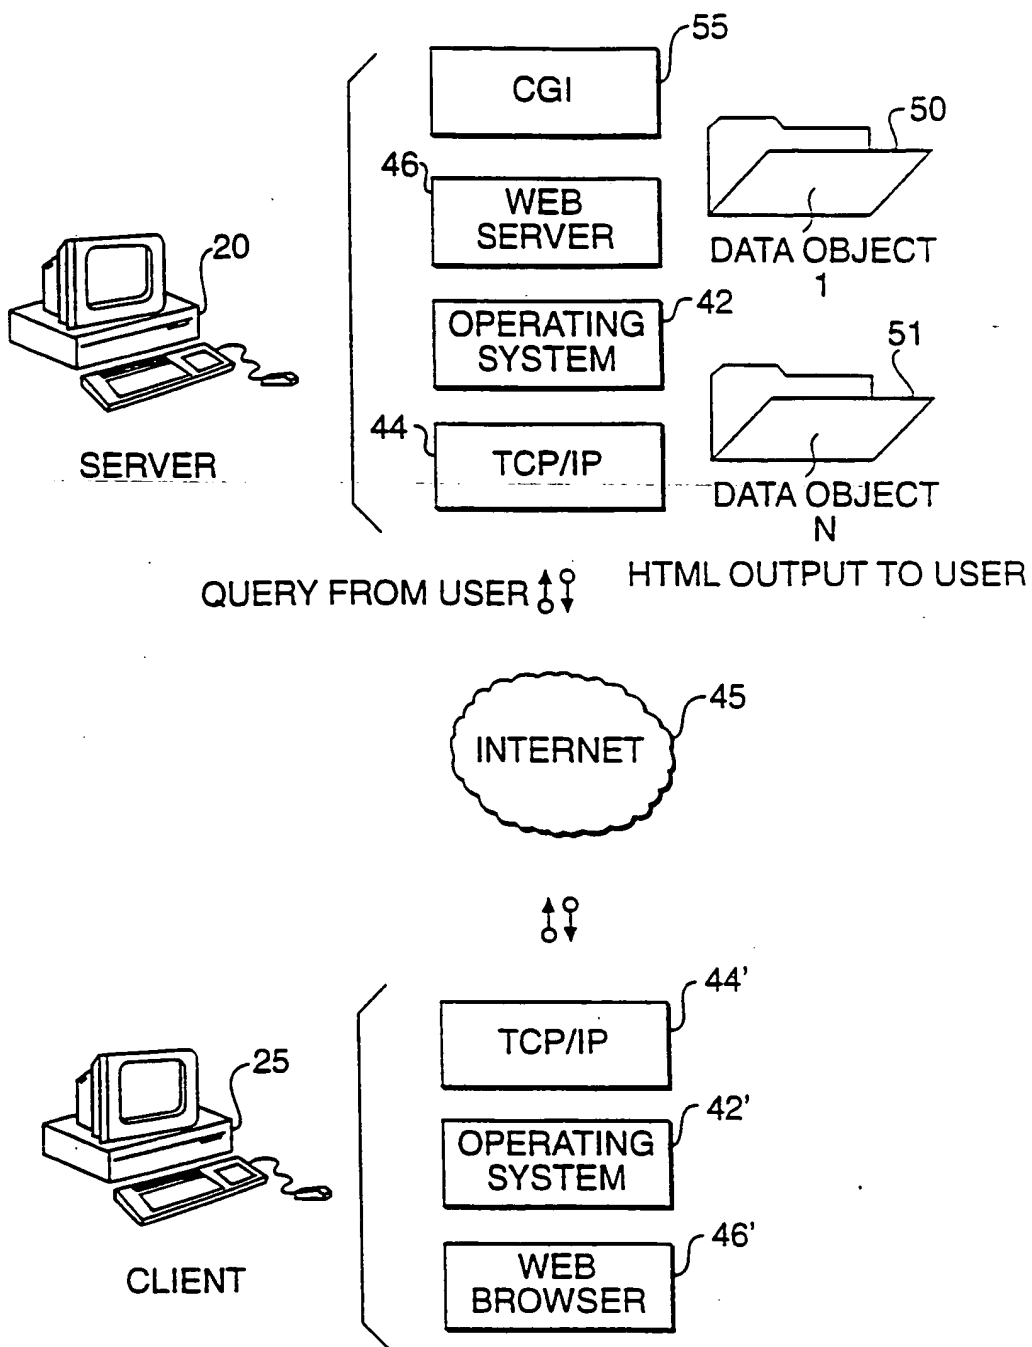 55
CGI
50
46
WEB
SERVER
DATA OBJECT
1
20
42
OPERATING
SYSTEM
51
44
TCP/IP
SERVER
DATA OBJECT
N
QUERY FROM USER
HTML OUTPUT TO USER
45
INTERNET
44'
TCP/IP
25
42'
OPERATING
SYSTEM
46'
WEB
BROWSER
CLIENT